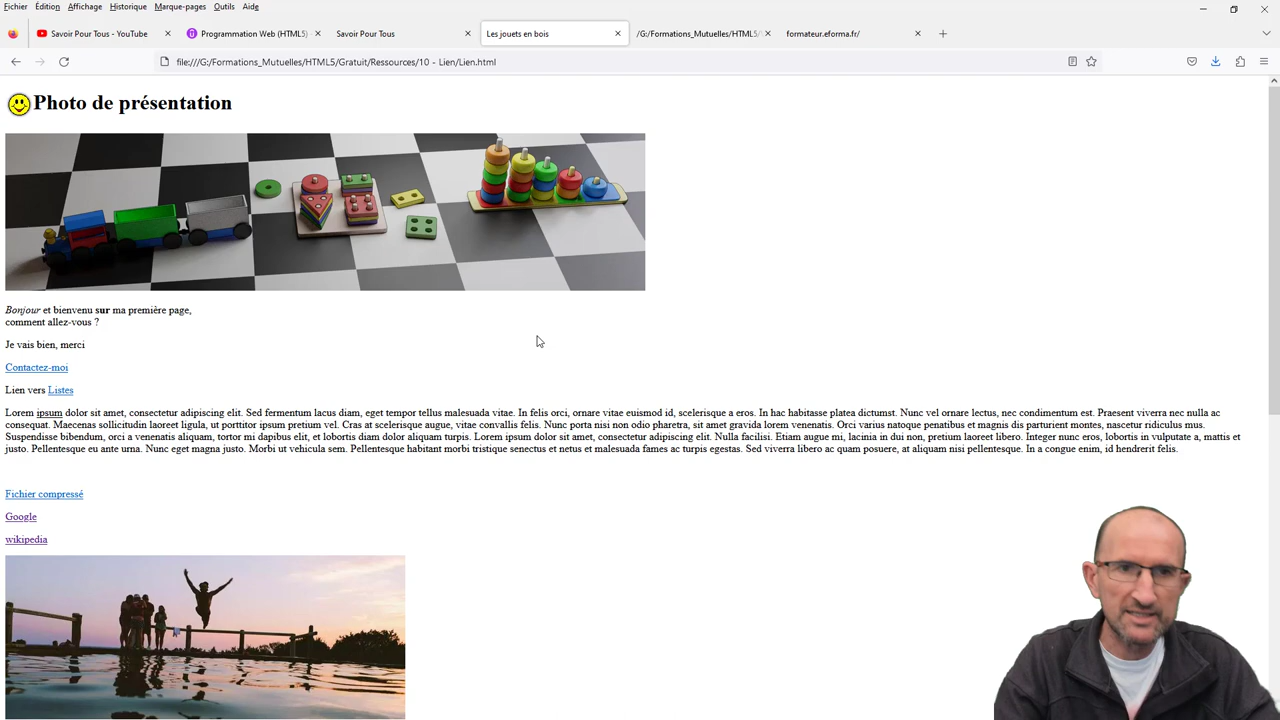 Fichier Édition Affichage Historique Marque-pages Outils Aide
Savoir Pour Tous - YouTube
Programmation Web (HTML5)
Savoir Pour Tous
Les jouets en bois
/G:/Formations_Mutuelles/HTML5/
formateur.eforma.fr/
file:///G:/Formations_Mutuelles/HTML5/Gratuit/Ressources/10 - Lien/Lien.html
Photo de présentation
Bonjour et bienvenu sur ma première page,
comment allez-vous ?
Je vais bien, merci
Contactez-moi
Lien vers Listes
Lorem ipsum dolor sit amet, consectetur adipiscing elit. Sed fermentum lacus diam, eget tempor tellus malesuada vitae. In felis orci, ornare vitae euismod id, scelerisque a eros. In hac habitasse platea dictumst. Nunc vel ornare lectus, nec condimentum est. Praesent viverra nec nulla ac
consequat. Maecenas sollicitudin laoreet ligula, ut porttitor ipsum pretium vel. Cras at scelerisque augue, vitae convallis felis. Nunc porta nisi non odio pharetra, sit amet gravida lorem venenatis. Orci varius natoque penatibus et magnis dis parturient montes, nascetur ridiculus mus.
Suspendisse bibendum, orci a venenatis aliquam, tortor mi dapibus elit, et lobortis diam dolor aliquam turpis. Lorem ipsum dolor sit amet, consectetur adipiscing elit. Nulla facilisi. Etiam augue mi, lacinia in dui non, pretium laoreet libero. Integer nunc eros, lobortis in vulputate a, mattis et
justo. Pellentesque eu ante urna. Nunc eget magna justo. Morbi ut vehicula sem. Pellentesque habitant morbi tristique senectus et netus et malesuada fames ac turpis egestas. Sed viverra libero ac quam posuere, at aliquam nisi pellentesque. In a congue enim, id hendrerit felis.
Fichier compressé
Google
wikipedia